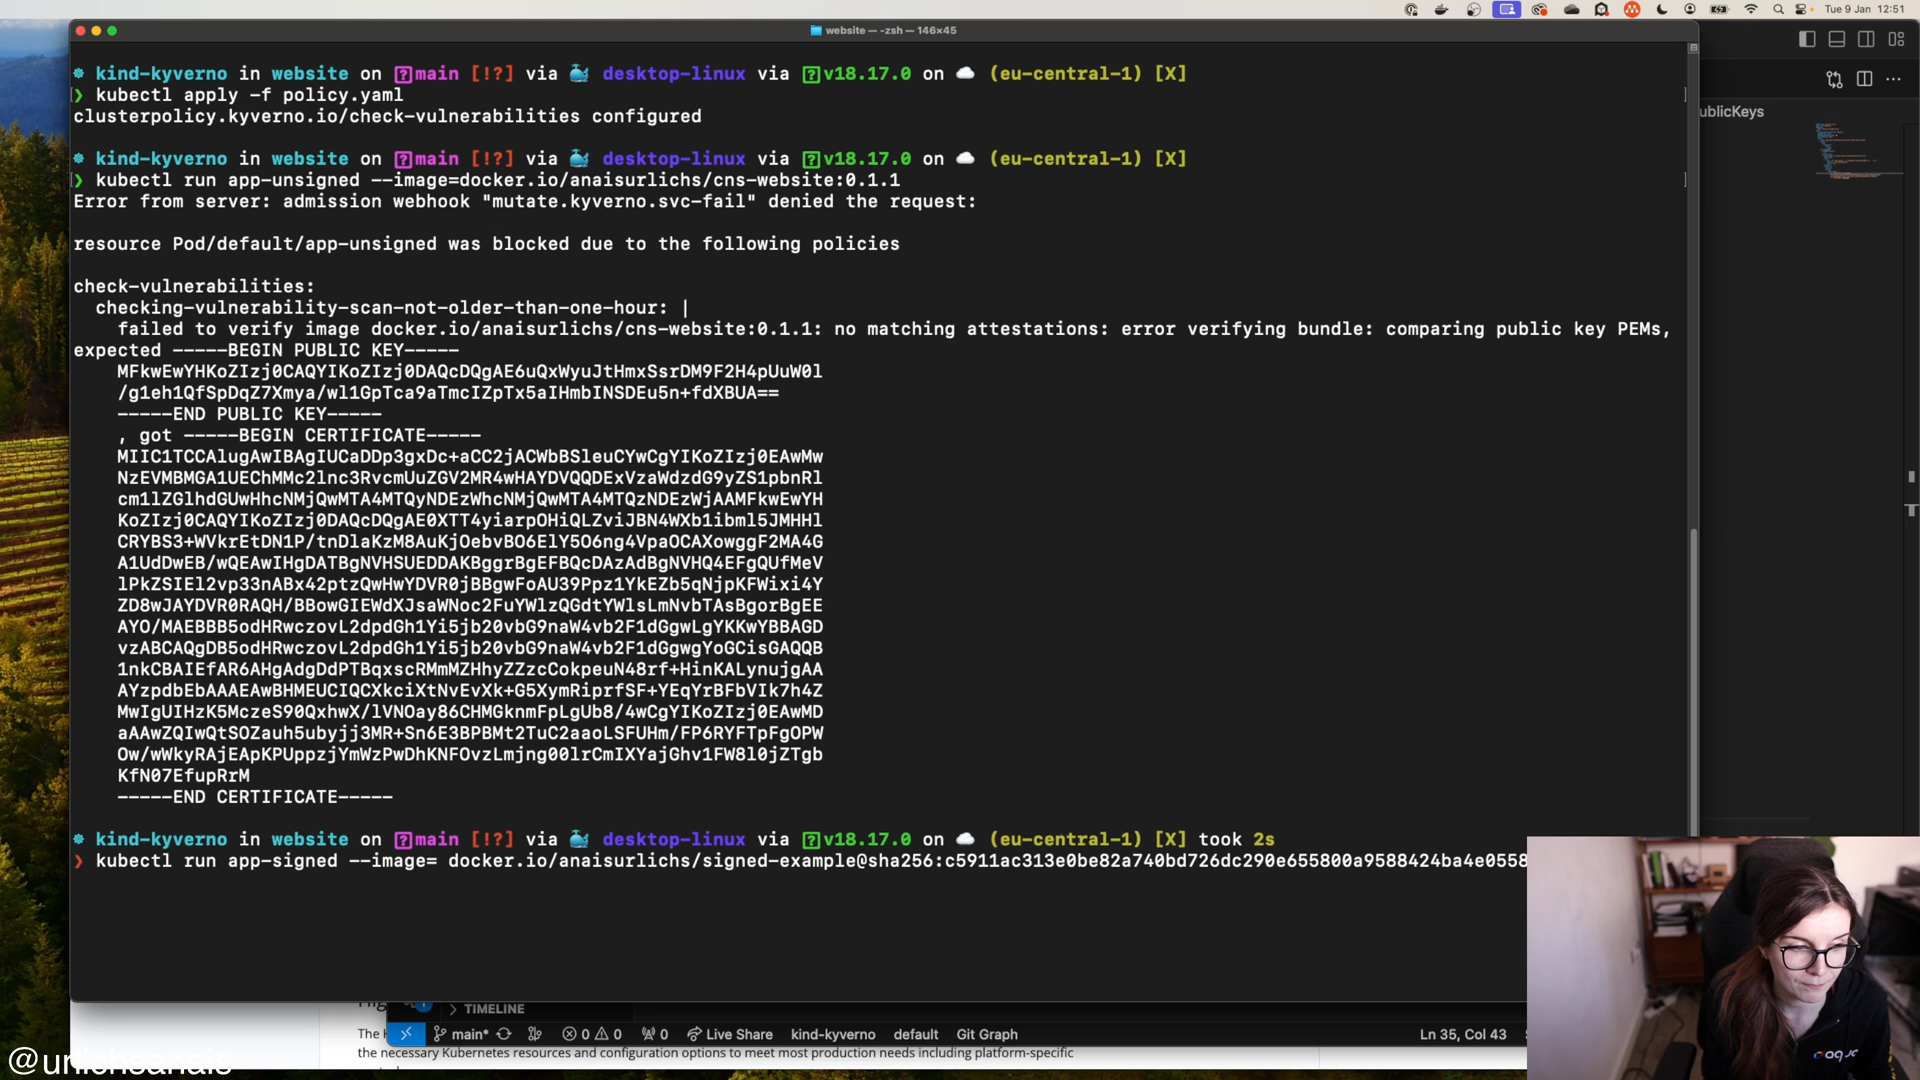 Tue 9 Jan 12:51
website — -zsh — 146×45
kind-kyverno in website on main [!?] via desktop-linux via v18.17.0 on (eu-central-1) [X]
❯ kubectl apply -f policy.yaml
clusterpolicy.kyverno.io/check-vulnerabilities configured
ublicKeys
kind-kyverno in website on main [!?] via desktop-linux via v18.17.0 on (eu-central-1) [X]
❯ kubectl run app-unsigned --image=docker.io/anaisurlichs/cns-website:0.1.1
Error from server: admission webhook "mutate.kyverno.svc-fail" denied the request:
resource Pod/default/app-unsigned was blocked due to the following policies
check-vulnerabilities:
checking-vulnerability-scan-not-older-than-one-hour: |
failed to verify image docker.io/anaisurlichs/cns-website:0.1.1: no matching attestations: error verifying bundle: comparing public key PEMs,
expected -----BEGIN PUBLIC KEY-----
MFkwEwYHKoZIzj0CAQYIKoZIzj0DAQcDQgAE6uQxWyuJtHmxSsrDM9F2H4pUuW0l
/g1eh1QfSpDqZ7Xmya/wl1GpTca9aTmcIZpTx5aIHmbINSDEu5n+fdXBUA==
-----END PUBLIC KEY-----
, got -----BEGIN CERTIFICATE-----
MIIC1TCCAlugAwIBAgIUCaDDp3gxDc+aCC2jACWbBSleuCYwCgYIKoZIzj0EAwMw
NzEVMBMGA1UEChMMc2lnc3RvcmUuZGV2MR4wHAYDVQQDExVzaWdzdG9yZS1pbnRl
cm1lZGlhdGUwHhcNMjQwMTA4MTQyNDEzWhcNMjQwMTA4MTQzNDEzWjAAMFkwEwYH
KoZIzj0CAQYIKoZIzj0DAQcDQgAE0XTT4yiarpOHiQLZviJBN4WXb1ibml5JMHHl
CRYBS3+WVkrEtDN1P/tnDlaKzM8AuKjOebvBO6ElY5O6ng4VpaOCAXowggF2MA4G
A1UdDwEB/wQEAwIHgDATBgNVHSUEDDAKBggrBgEFBQcDAzAdBgNVHQ4EFgQUfMeV
lPkZSIEl2vp33nABx42ptzQwHwYDVR0jBBgwFoAU39Ppz1YkEZb5qNjpKFWixi4Y
ZD8wJAYDVR0RAQH/BBowGIEWdXJsaWNoc2FuYWlzQGdtYWlsLmNvbTAsBgorBgEE
AYO/MAEBBB5odHRwczovL2dpdGh1Yi5jb20vbG9naW4vb2F1dGgwLgYKKwYBBAGD
vzABCAQgDB5odHRwczovL2dpdGh1Yi5jb20vbG9naW4vb2F1dGgwgYoGCisGAQQB
1nkCBAIEfAR6AHgAdgDdPTBqxscRMmMZHhyZZzcCokpeuN48rf+HinKALynujgAA
AYzpdbEbAAAEAwBHMEUCIQCXkciXtNvEvXk+G5XymRiprfSF+YEqYrBFbVIk7h4Z
MwIgUIHzK5MczeS90QxhwX/lVNOay86CHMGknmFpLgUb8/4wCgYIKoZIzj0EAwMD
aAAwZQIwQtSOZauh5ubyjj3MR+Sn6E3BPBMt2TuC2aaoLSFUHm/FP6RYFTpFgOPW
Ow/wWkyRAjEApKPUppzjYmWzPwDhKNFOvzLmjng00lrCmIXYajGhv1FW8l0jZTgb
KfN07EfupRrM
-----END CERTIFICATE-----
kind-kyverno in website on main [!?] via desktop-linux via v18.17.0 on (eu-central-1) [X] took 2s
❯ kubectl run app-signed --image= docker.io/anaisurlichs/signed-example@sha256:c5911ac313e0be82a740bd726dc290e655800a9588424ba4e0558
TIMELINE
main* 0 0 0 Live Share kind-kyverno default Git Graph Ln 35, Col 43
the necessary Kubernetes resources and configuration options to meet most production needs including platform-specific
@urlichsanais